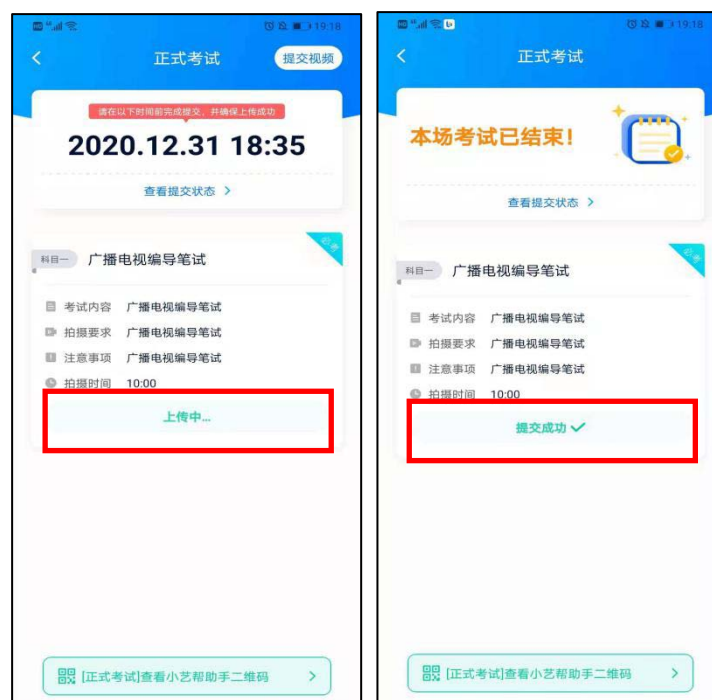 19:18
正式考试
提交视频
请在以下时间前完成提交，并确保上传成功
2020.12.31 18:35
查看提交状态
科目一
广播电视编导笔试
必考
考试内容 广播电视编导笔试
拍摄要求 广播电视编导笔试
注意事项 广播电视编导笔试
拍摄时间 10:00
上传中...
[正式考试]查看小艺帮助手二维码
19:18
正式考试
本场考试已结束!
查看提交状态
科目一
广播电视编导笔试
必考
考试内容 广播电视编导笔试
拍摄要求 广播电视编导笔试
注意事项 广播电视编导笔试
拍摄时间 10:00
提交成功
[正式考试]查看小艺帮助手二维码